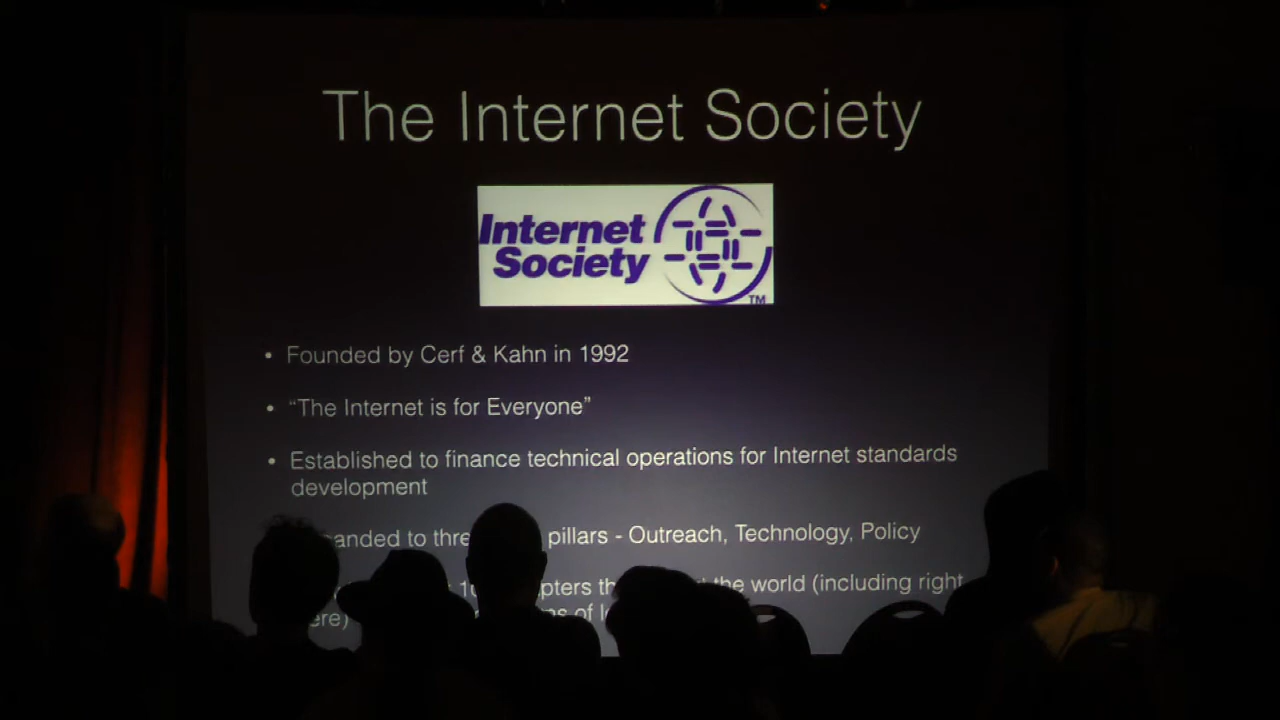 The Internet Society
Internet
Society
TM
• Founded by Cerf & Kahn in 1992
• “The Internet is for Everyone”
• Established to finance technical operations for Internet standards
development
pillars - Outreach, Technology, Policy
the world (including right
of